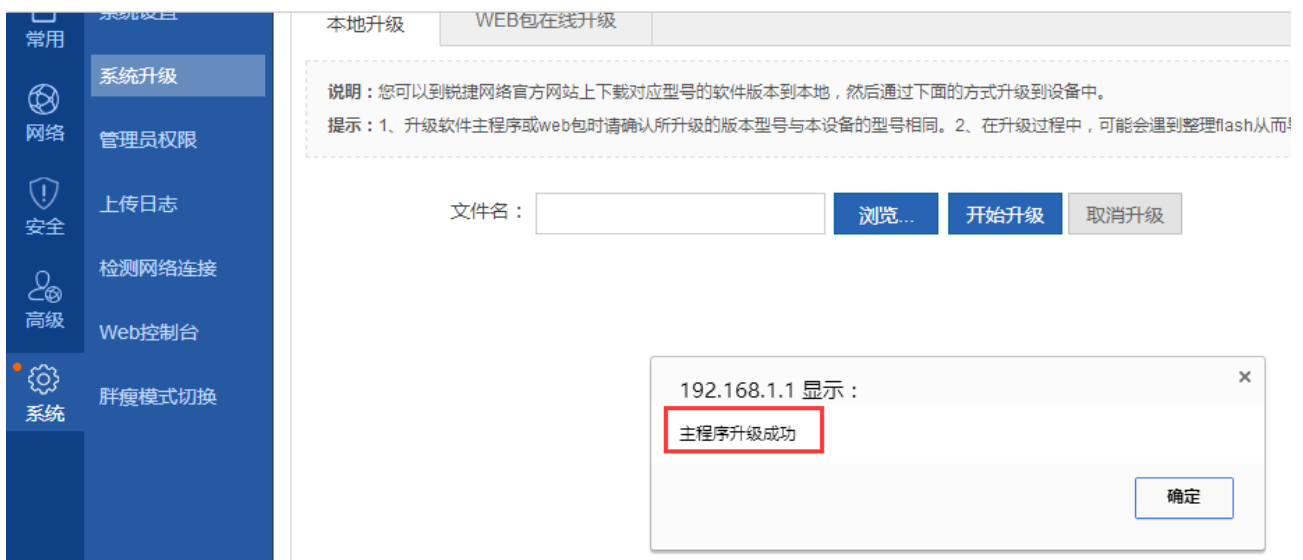 常用
网络
安全
高级
系统
系统设置
系统升级
管理员权限
上传日志
检测网络连接
Web控制台
胖瘦模式切换
本地升级
WEB包在线升级
说明：您可以到锐捷网络官方网站上下载对应型号的软件版本到本地，然后通过下面的方式升级到设备中。
提示：1、升级软件主程序或web包时请确认所升级的版本型号与本设备的型号相同。2、在升级过程中，可能会遇到整理flash从而
文件名：
浏览...
开始升级
取消升级
192.168.1.1 显示：
×
主程序升级成功
确定